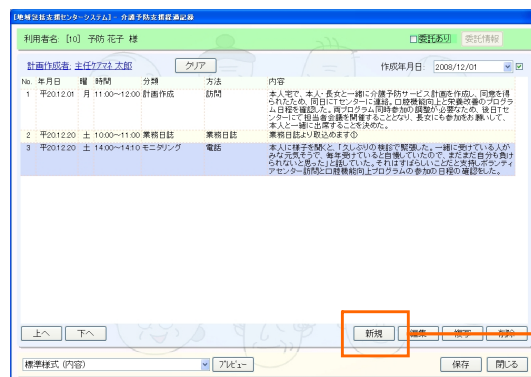 [地域包括支援センターシステム] - 介護予防支援経過記録
利用者名: [10] 予防 花子 様
委託あり 委託情報
計画作成者: 主任ケアマネ 太郎 クリア 作成年月日: 2008/12/01
No. 年月日 曜 時間 分類 方法 内容
1 平20.12.01 月 11:00〜12:00 計画作成 訪問 本人宅で、本人・長女と一緒に介護予防サービス計画を作成し、同意を得
られたため、同日にTセンターに連絡。口腔機能向上と栄養改善のプログラ
ム日程を確認した。両プログラム同時参加の調整が必要なため、後日Tセ
ンターにて担当者会議を開催することとなり、長女にも参加をお願いして、
本人と一緒に出席することを決めた。
2 平20.12.20 土 10:00〜11:00 業務日誌 業務日誌 業務日誌より取込めます①
3 平20.12.20 土 14:00〜14:10 モニタリング 電話 本人に様子を聞くと、「久しぶりの検診で緊張した。一緒に受けている人が
みな元気そうで、毎年受けていると自慢していたので、まだまだ自分も負け
られないと思った」と話していた。それはすばらしいことだと支持しボランティ
アセンター訪問と口腔機能向上プログラムの参加の日程の確認をした。
上へ 下へ 新規 編集 複写 削除
標準様式 (内容) プレビュー 保存 閉じる